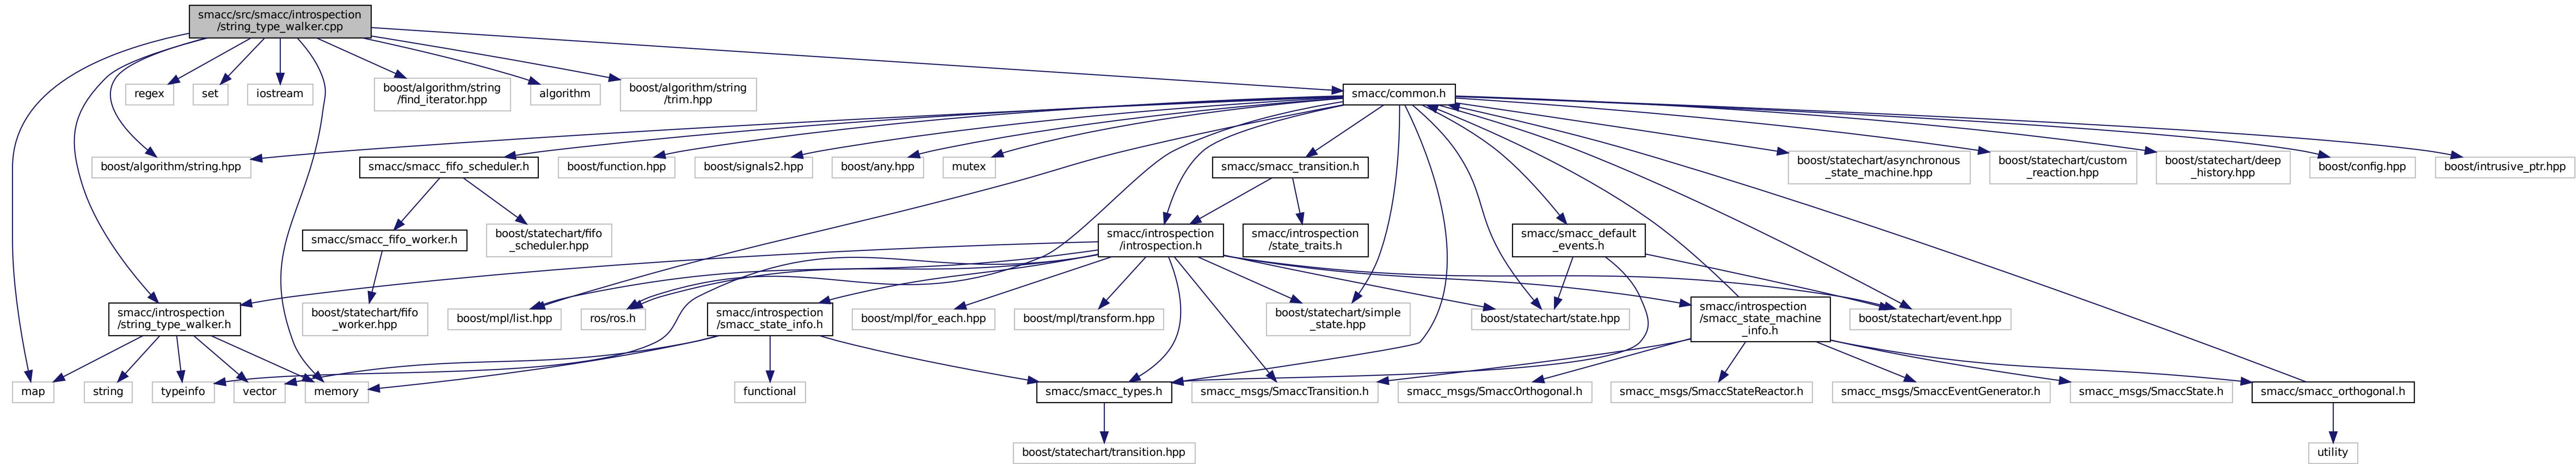 smacc/src/smacc/introspection
/string_type_walker.cpp
regex
set
iostream
boost/algorithm/string
/find_iterator.hpp
algorithm
boost/algorithm/string
/trim.hpp
smacc/common.h
boost/algorithm/string.hpp
smacc/smacc_fifo_scheduler.h
boost/function.hpp
boost/signals2.hpp
boost/any.hpp
mutex
smacc/smacc_transition.h
boost/statechart/asynchronous
_state_machine.hpp
boost/statechart/custom
_reaction.hpp
boost/statechart/deep
_history.hpp
boost/config.hpp
boost/intrusive_ptr.hpp
smacc/smacc_fifo_worker.h
boost/statechart/fifo
_scheduler.hpp
smacc/introspection
/introspection.h
smacc/introspection
/state_traits.h
smacc/smacc_default
_events.h
smacc/introspection
/string_type_walker.h
boost/statechart/fifo
_worker.hpp
boost/mpl/list.hpp
ros/ros.h
smacc/introspection
/smacc_state_info.h
boost/mpl/for_each.hpp
boost/mpl/transform.hpp
boost/statechart/simple
_state.hpp
boost/statechart/state.hpp
smacc/introspection
/smacc_state_machine
_info.h
boost/statechart/event.hpp
map
string
typeinfo
vector
memory
functional
smacc/smacc_types.h
smacc_msgs/SmaccTransition.h
smacc_msgs/SmaccOrthogonal.h
smacc_msgs/SmaccStateReactor.h
smacc_msgs/SmaccEventGenerator.h
smacc_msgs/SmaccState.h
smacc/smacc_orthogonal.h
boost/statechart/transition.hpp
utility